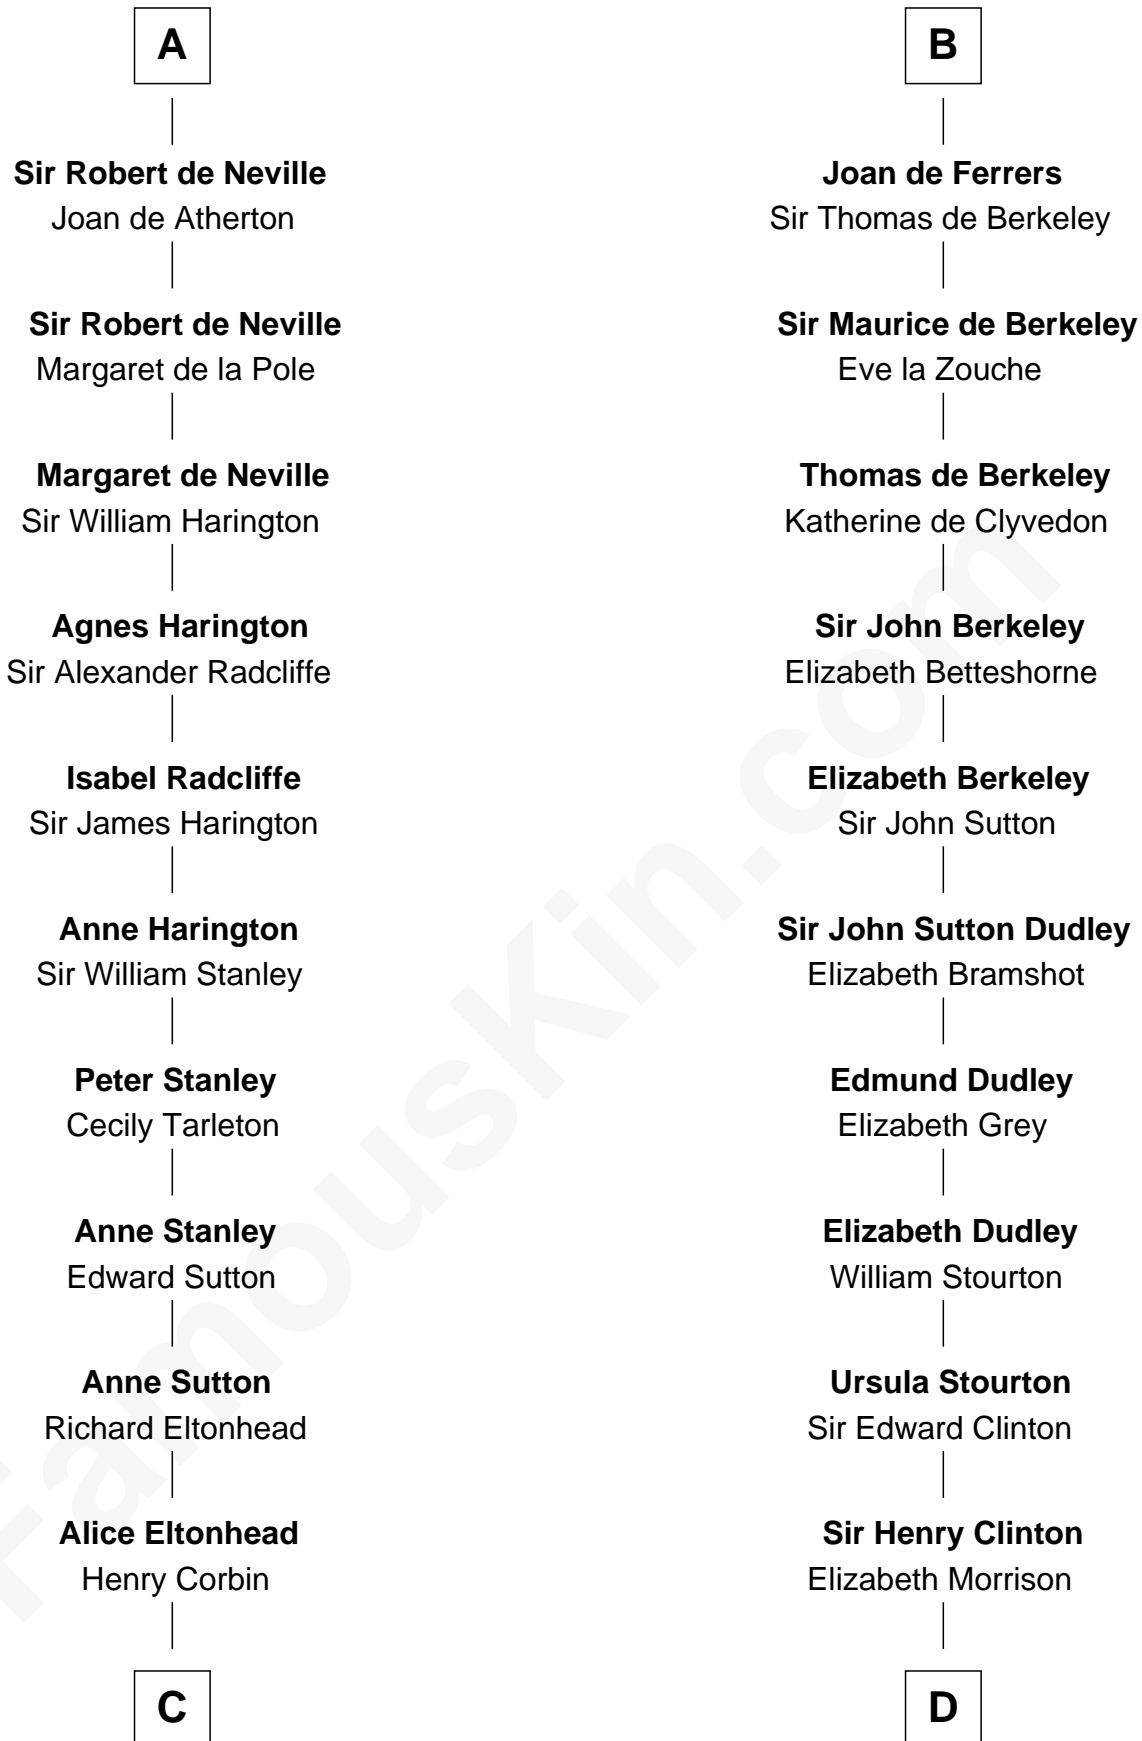 A
Sir Robert de Neville
Joan de Atherton
Sir Robert de Neville
Margaret de la Pole
Margaret de Neville
Sir William Harington
Agnes Harington
Sir Alexander Radcliffe
Isabel Radcliffe
Sir James Harington
Anne Harington
Sir William Stanley
Peter Stanley
Cecily Tarleton
Anne Stanley
Edward Sutton
Anne Sutton
Richard Eltonhead
Alice Eltonhead
Henry Corbin
C
B
Joan de Ferrers
Sir Thomas de Berkeley
Sir Maurice de Berkeley
Eve la Zouche
Thomas de Berkeley
Katherine de Clyvedon
Sir John Berkeley
Elizabeth Betteshorne
Elizabeth Berkeley
Sir John Sutton
Sir John Sutton Dudley
Elizabeth Bramshot
Edmund Dudley
Elizabeth Grey
Elizabeth Dudley
William Stourton
Ursula Stourton
Sir Edward Clinton
Sir Henry Clinton
Elizabeth Morrison
D
FamousKin.com